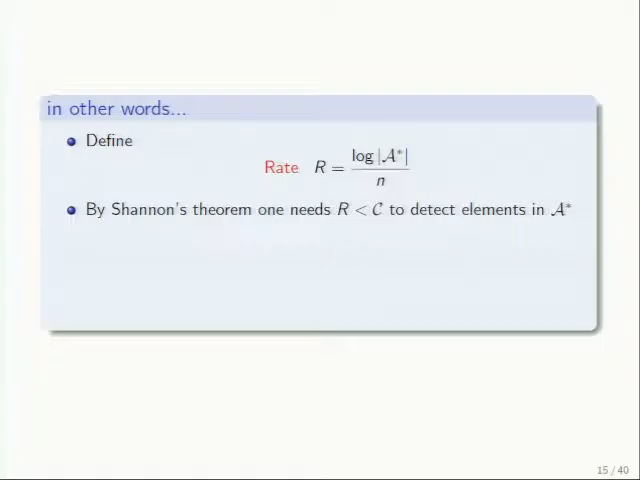 in other words...
Define
Rate R = log |A*| / n
By Shannon's theorem one needs R < C to detect elements in A*
15 / 40